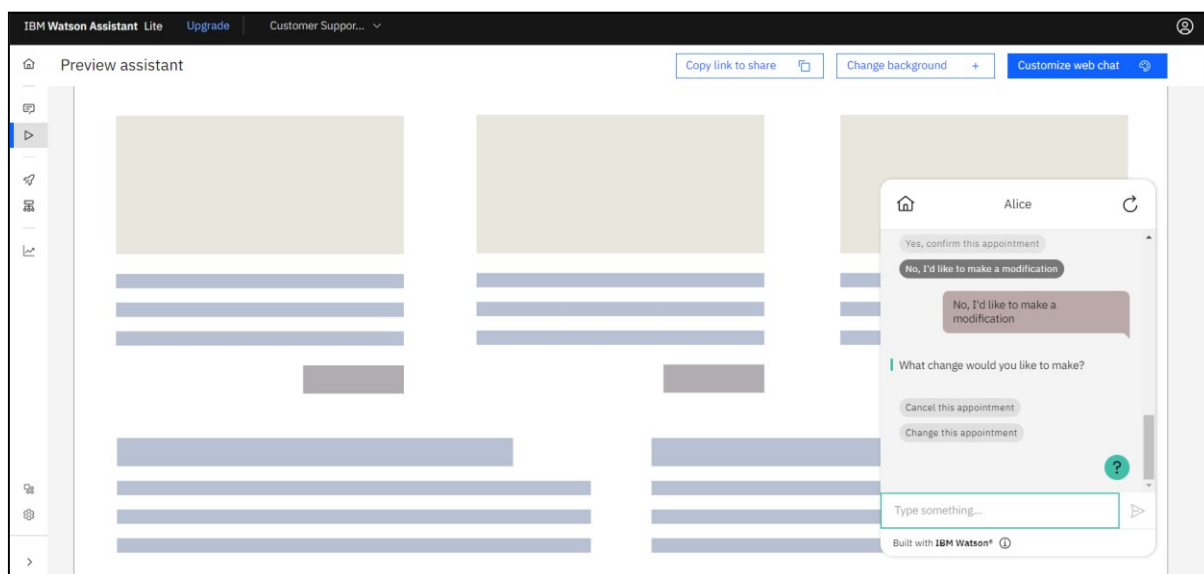 IBM Watson Assistant Lite Upgrade Customer Suppor...
Preview assistant Copy link to share Change background + Customize web chat
Alice
Yes, confirm this appointment
No, I'd like to make a modification
No, I'd like to make a
modification
What change would you like to make?
Cancel this appointment
Change this appointment
?
Type something...
Built with IBM Watson®